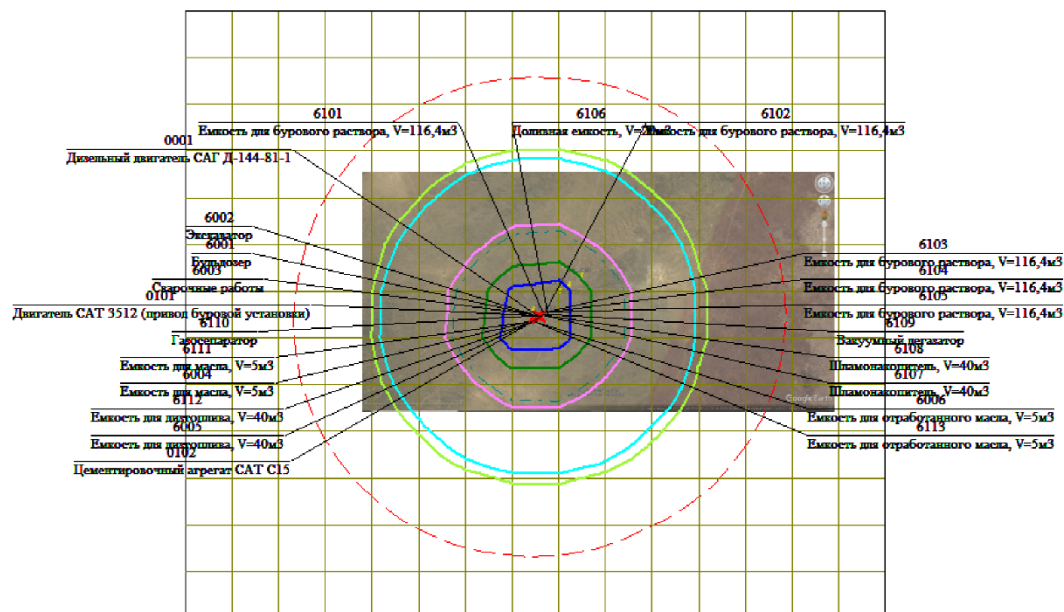 6101
6106
6102
Емкость для бурового раствора, V=116,4м3
Доливная емкость,
Емкость для бурового раствора, V=116,4м3
0001
Дизельный двигатель САГ Д-144-81-1
6002
Экскаватор
6001
Бульдозер
6003
Сварочные работы
0101
Двигатель CAT 3512 (привод буровой установки)
6110
Газосепаратор
6111
Емкость для масла, V=5м3
6004
Емкость для масла, V=5м3
6112
Емкость для дизтоплива, V=40м3
6005
Емкость для дизтоплива, V=40м3
0102
Цементировочный агрегат CAT C15
6103
Емкость для бурового раствора, V=116,4м3
6104
Емкость для бурового раствора, V=116,4м3
6105
Емкость для бурового раствора, V=116,4м3
6109
Вакуумный дегазатор
6108
Шламонакопитель, V=40м3
6107
Шламонакопитель, V=40м3
6006
Емкость для отработанного масла, V=5м3
6113
Емкость для отработанного масла, V=5м3
Google Earth